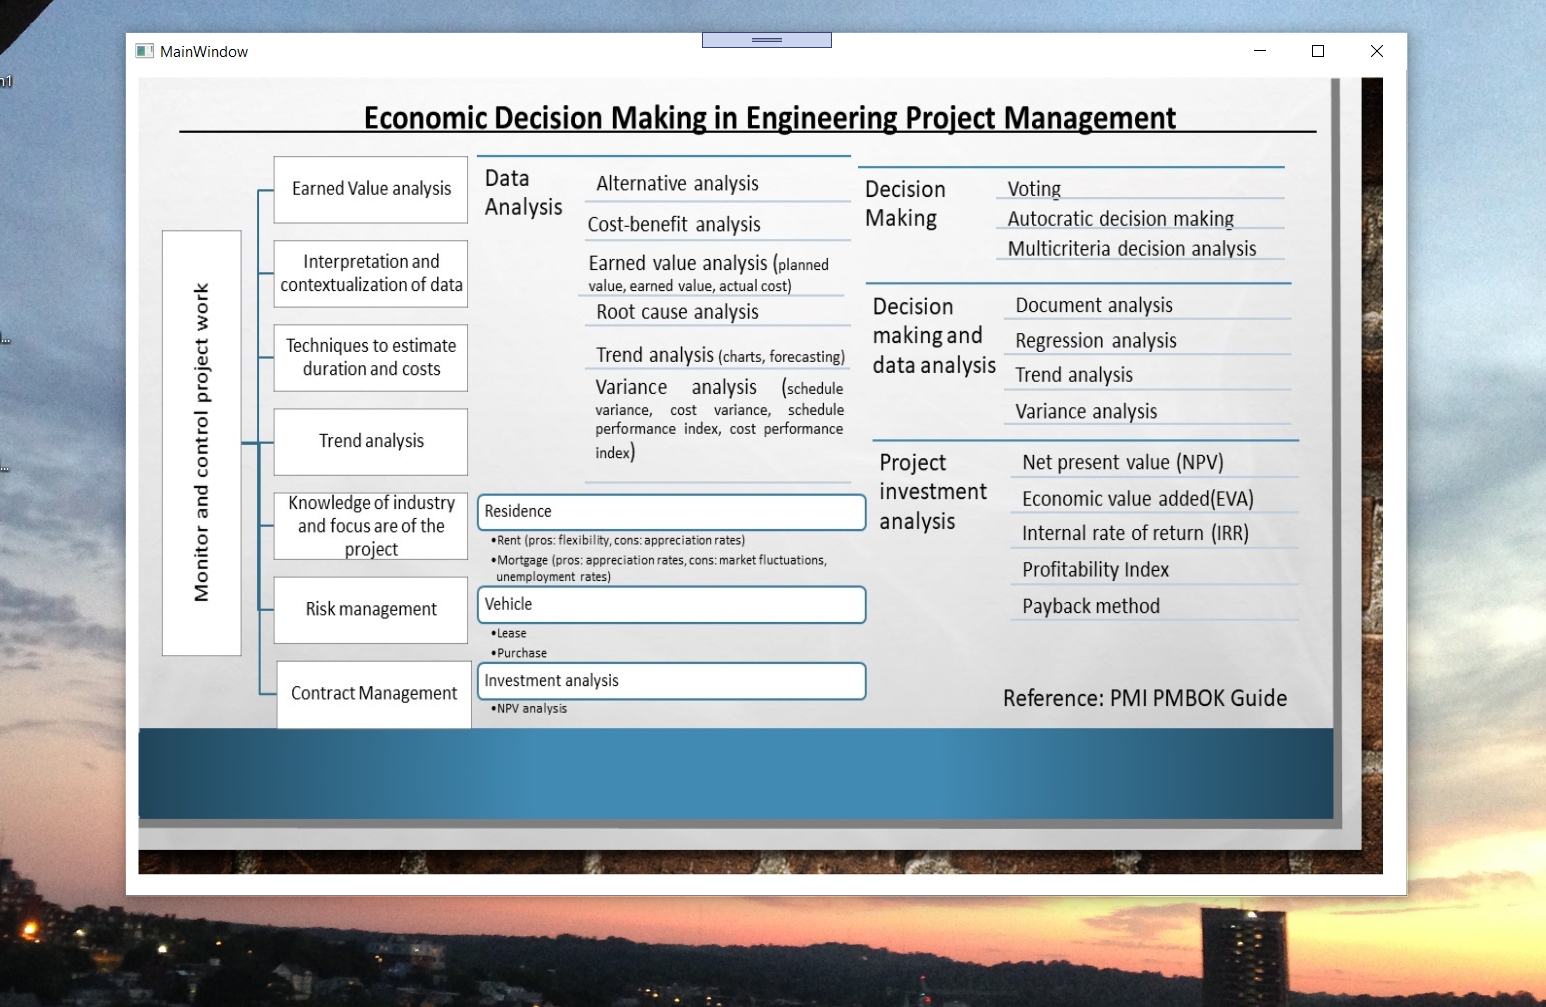 MainWindow
Economic Decision Making in Engineering Project Management
Monitor and control project work
Earned Value analysis
Interpretation and
contextualization of data
Techniques to estimate
duration and costs
Trend analysis
Knowledge of industry
and focus are of the
project
Risk management
Contract Management
Data
Analysis
Alternative analysis
Cost-benefit analysis
Earned value analysis (planned
value, earned value, actual cost)
Root cause analysis
Trend analysis (charts, forecasting)
Variance analysis (schedule
variance, cost variance, schedule
performance index, cost performance
index)
Residence
•Rent (pros: flexibility, cons: appreciation rates)
•Mortgage (pros: appreciation rates, cons: market fluctuations,
unemployment rates)
Vehicle
•Lease
•Purchase
Investment analysis
•NPV analysis
Decision
Making
Voting
Autocratic decision making
Multicriteria decision analysis
Decision
making and
data analysis
Document analysis
Regression analysis
Trend analysis
Variance analysis
Project
investment
analysis
Net present value (NPV)
Economic value added(EVA)
Internal rate of return (IRR)
Profitability Index
Payback method
Reference: PMI PMBOK Guide